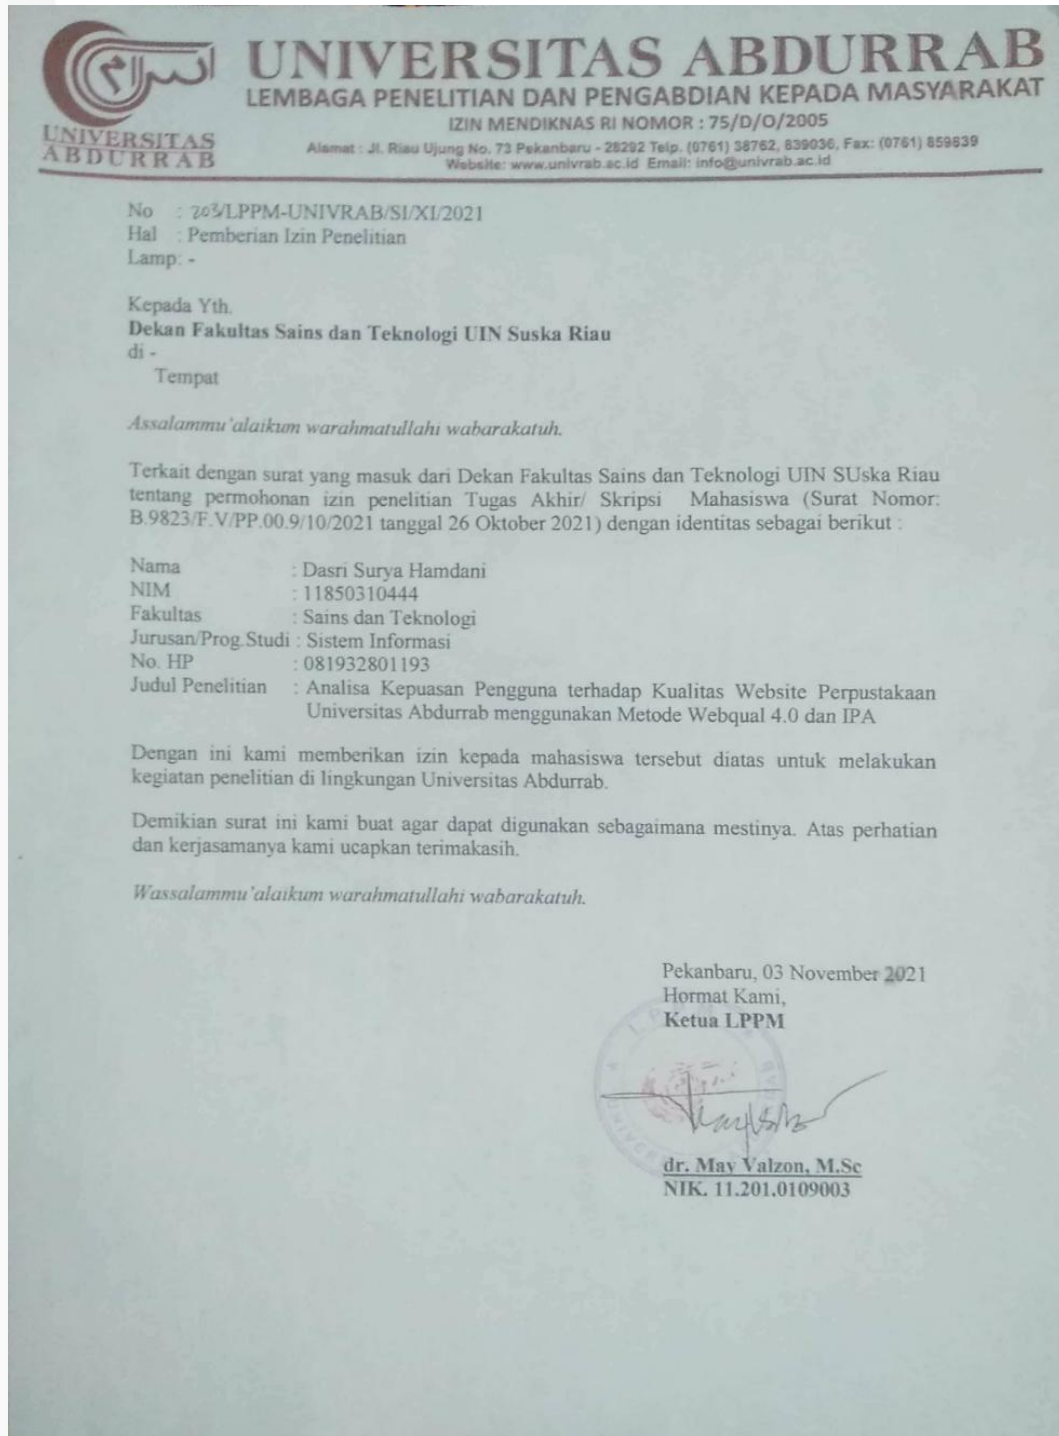 UNIVERSITAS ABDURRAB
LEMBAGA PENELITIAN DAN PENGABDIAN KEPADA MASYARAKAT
IZIN MENDIKNAS RI NOMOR : 75/D/O/2005
Alamat : Jl. Riau Ujung No. 73 Pekanbaru - 28292 Telp. (0761) 38762, 839036, Fax: (0761) 859839
Website: www.univrab.ac.id Email: info@univrab.ac.id
UNIVERSITAS
ABDURRAB
No : 203/LPPM-UNIVRAB/SI/XI/2021
Hal : Pemberian Izin Penelitian
Lamp: -
Kepada Yth.
Dekan Fakultas Sains dan Teknologi UIN Suska Riau
di -
Tempat
Assalammu'alaikum warahmatullahi wabarakatuh.
Terkait dengan surat yang masuk dari Dekan Fakultas Sains dan Teknologi UIN SUska Riau
tentang permohonan izin penelitian Tugas Akhir/ Skripsi Mahasiswa (Surat Nomor:
B.9823/F.V/PP.00.9/10/2021 tanggal 26 Oktober 2021) dengan identitas sebagai berikut :
Nama : Dasri Surya Hamdani
NIM : 11850310444
Fakultas : Sains dan Teknologi
Jurusan/Prog.Studi : Sistem Informasi
No. HP : 081932801193
Judul Penelitian : Analisa Kepuasan Pengguna terhadap Kualitas Website Perpustakaan
Universitas Abdurrab menggunakan Metode Webqual 4.0 dan IPA
Dengan ini kami memberikan izin kepada mahasiswa tersebut diatas untuk melakukan
kegiatan penelitian di lingkungan Universitas Abdurrab.
Demikian surat ini kami buat agar dapat digunakan sebagaimana mestinya. Atas perhatian
dan kerjasamanya kami ucapkan terimakasih.
Wassalammu'alaikum warahmatullahi wabarakatuh.
Pekanbaru, 03 November 2021
Hormat Kami,
Ketua LPPM
dr. May Valzon, M.Sc
NIK. 11.201.0109003